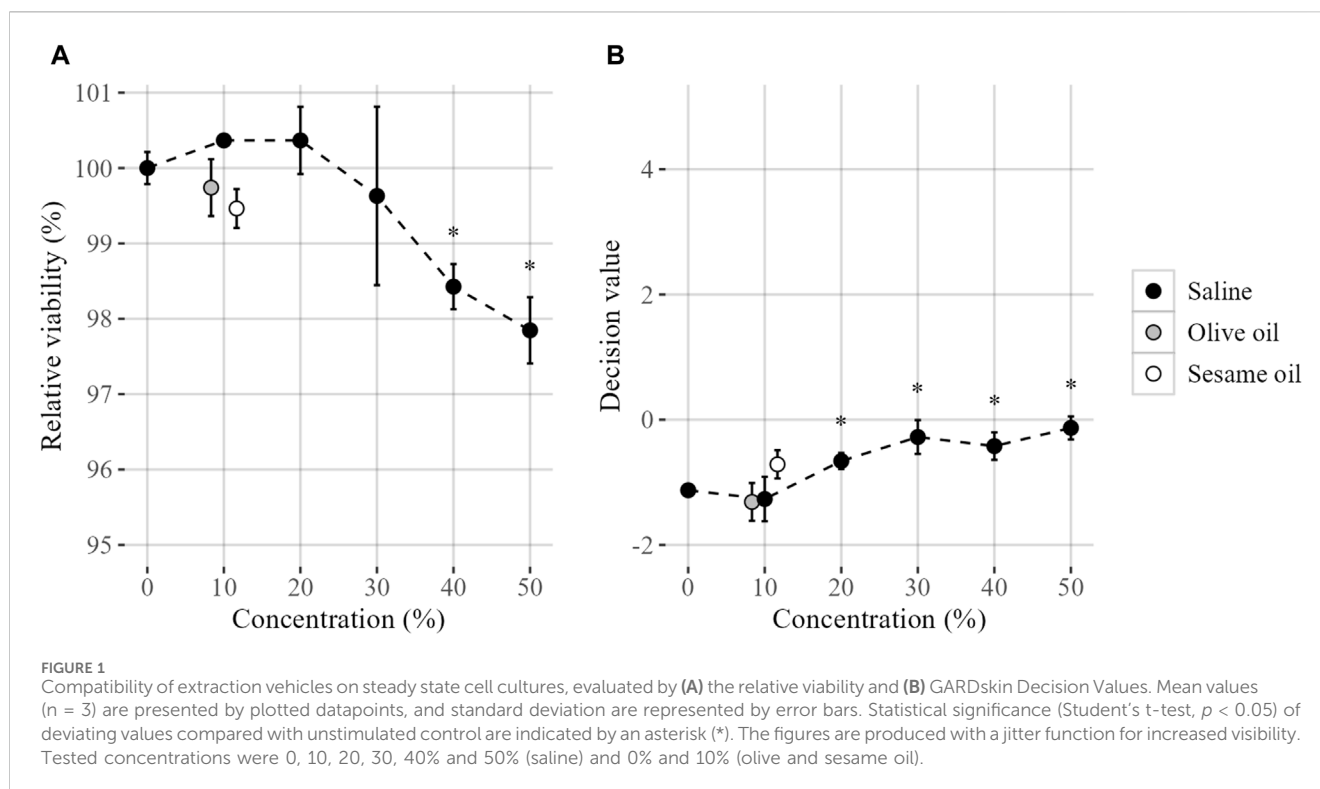 A
B
101
100
99
98
97
96
95
Relative viability (%)
*
*
0 10 20 30 40 50
Concentration (%)
4
2
0
-2
Decision value
*
*
*
*
0 10 20 30 40 50
Concentration (%)
Saline
Olive oil
Sesame oil
FIGURE 1
Compatibility of extraction vehicles on steady state cell cultures, evaluated by (A) the relative viability and (B) GARDskin Decision Values. Mean values
(n = 3) are presented by plotted datapoints, and standard deviation are represented by error bars. Statistical significance (Student's t-test, p < 0.05) of
deviating values compared with unstimulated control are indicated by an asterisk (*). The figures are produced with a jitter function for increased visibility.
Tested concentrations were 0, 10, 20, 30, 40% and 50% (saline) and 0% and 10% (olive and sesame oil).